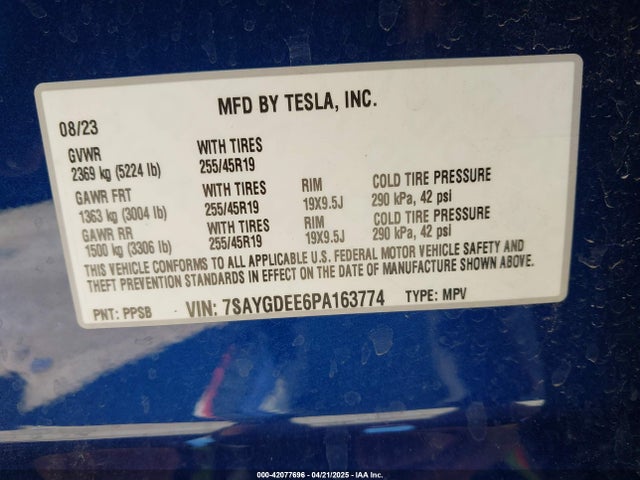 MFD BY TESLA, INC.
08/23
GVWR WITH TIRES
2369 kg (5224 lb) 255/45R19
GAWR FRT WITH TIRES RIM COLD TIRE PRESSURE
1363 kg (3004 lb) 255/45R19 19X9.5J 290 kPa, 42 psi
GAWR RR WITH TIRES RIM COLD TIRE PRESSURE
1500 kg (3306 lb) 255/45R19 19X9.5J 290 kPa, 42 psi
THIS VEHICLE CONFORMS TO ALL APPLICABLE U.S. FEDERAL MOTOR VEHICLE SAFETY AND
THEFT PREVENTION STANDARDS IN EFFECT ON THE DATE OF MANUFACTURE SHOWN ABOVE.
PNT: PPSB VIN: 7SAYGDEE6PA163774 TYPE: MPV
000-42077696 - 04/21/2025 - IAA Inc.